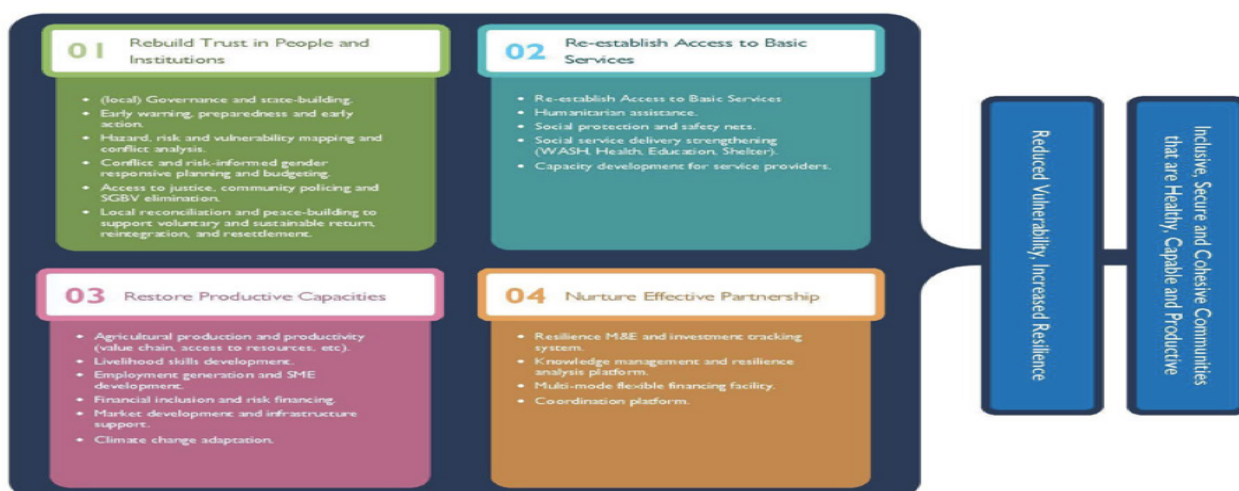 01 Rebuild Trust in People and
Institutions
• (local) Governance and state-building.
• Early warning, preparedness and early
action.
• Hazard, risk and vulnerability mapping and
conflict analysis.
• Conflict and risk-informed gender
responsive planning and budgeting.
• Access to justice, community policing and
SGBV elimination.
• Local reconciliation and peace-building to
support voluntary and sustainable return,
reintegration, and resettlement.
02 Re-establish Access to Basic
Services
• Re-establish Access to Basic Services
• Humanitarian assistance.
• Social protection and safety nets.
• Social service delivery strengthening
(WASH, Health, Education, Shelter).
• Capacity development for service providers.
03 Restore Productive Capacities
• Agricultural production and productivity
(value chain, access to resources, etc).
• Livelihood skills development.
• Employment generation and SME
development.
• Financial inclusion and risk financing.
• Market development and infrastructure
support.
• Climate change adaptation.
04 Nurture Effective Partnership
• Resilience M&E and investment tracking
system.
• Knowledge management and resilience
analysis platform.
• Multi-mode flexible financing facility.
• Coordination platform.
Reduced Vulnerability, Increased Resilience
Inclusive, Secure and Cohesive Communities
that are Healthy, Capable and Productive